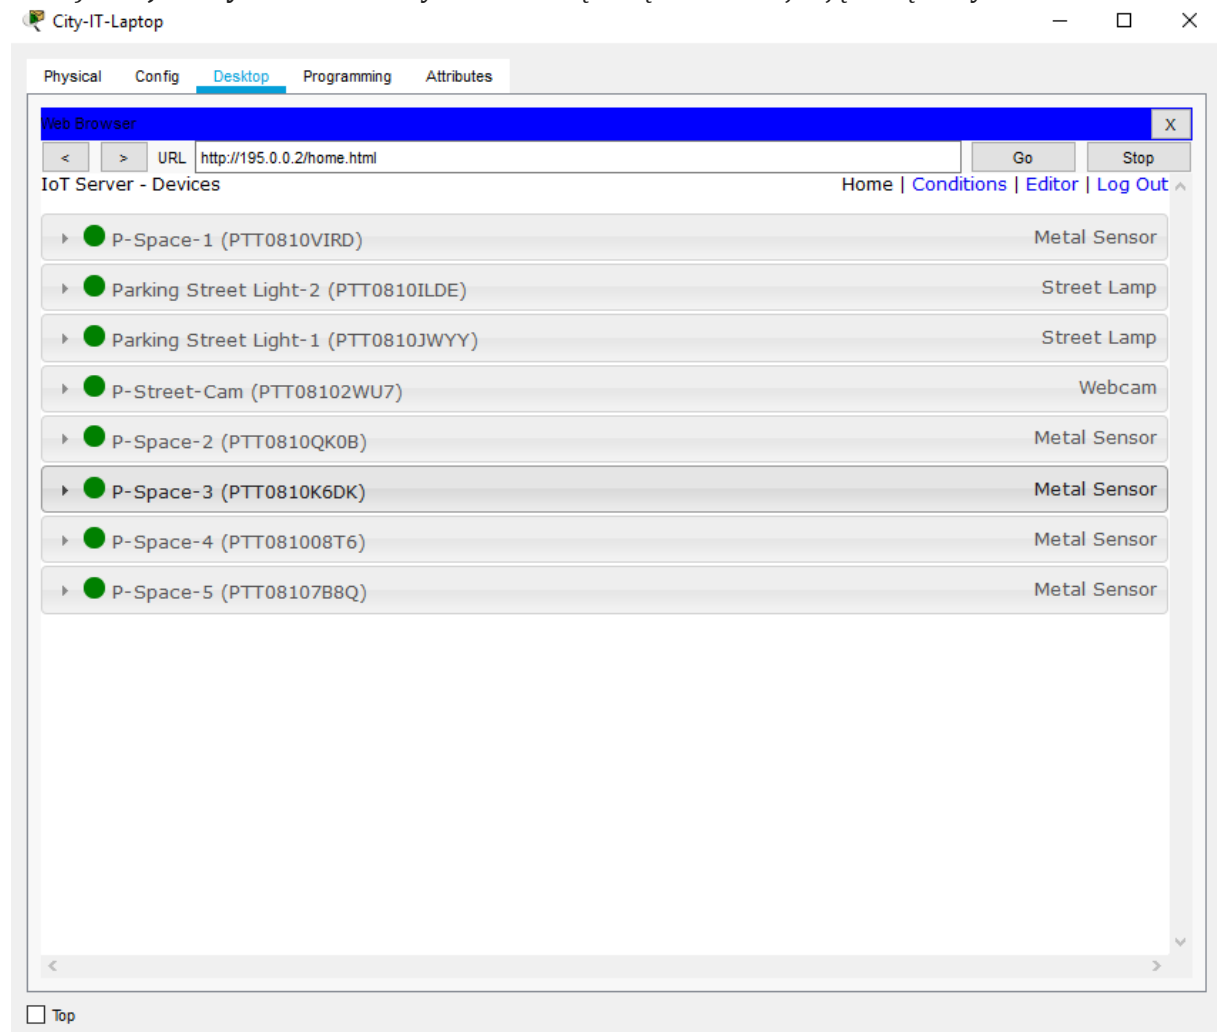 City-IT-Laptop
Physical Config Desktop Programming Attributes
Web Browser X
< > URL http://195.0.0.2/home.html Go Stop
IoT Server - Devices Home | Conditions | Editor | Log Out
P-Space-1 (PTT0810VIRD) Metal Sensor
Parking Street Light-2 (PTT0810ILDE) Street Lamp
Parking Street Light-1 (PTT0810JWYY) Street Lamp
P-Street-Cam (PTT08102WU7) Webcam
P-Space-2 (PTT0810QK0B) Metal Sensor
P-Space-3 (PTT0810K6DK) Metal Sensor
P-Space-4 (PTT081008T6) Metal Sensor
P-Space-5 (PTT08107B8Q) Metal Sensor
Top